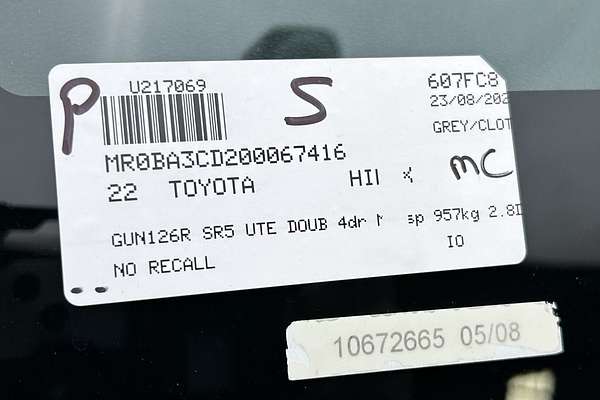 P
U217069
S
607FC8
23/08/202
GREY/CLOT
MR0BA3CD200067416
mc
22 TOYOTA
GUN126R SR5 UTE DOUB 4dr sp 957kg 2.8D
NO RECALL
IO
10672665 05/08